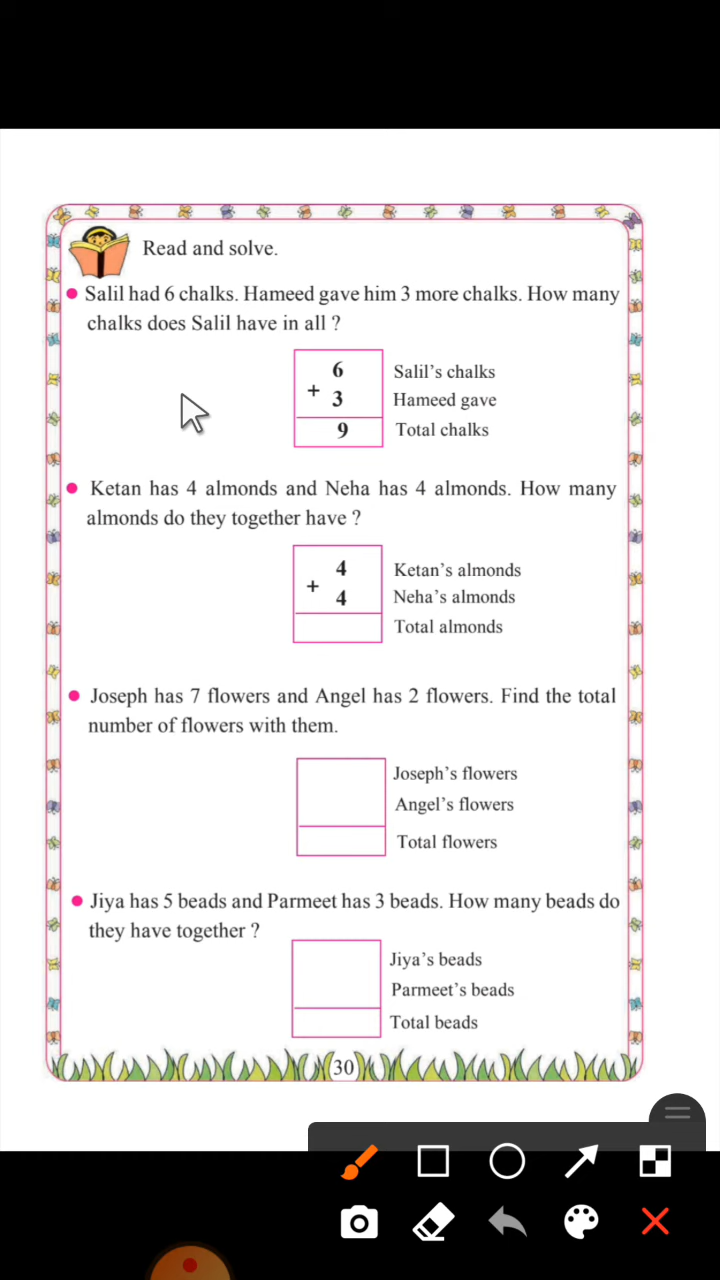 Read and solve.
Salil had 6 chalks. Hameed gave him 3 more chalks. How many
chalks does Salil have in all ?
6 Salil's chalks
+ 3 Hameed gave
9 Total chalks
Ketan has 4 almonds and Neha has 4 almonds. How many
almonds do they together have ?
4 Ketan's almonds
+ 4 Neha's almonds
Total almonds
Joseph has 7 flowers and Angel has 2 flowers. Find the total
number of flowers with them.
Joseph's flowers
Angel's flowers
Total flowers
Jiya has 5 beads and Parmeet has 3 beads. How many beads do
they have together ?
Jiya's beads
Parmeet's beads
Total beads
30